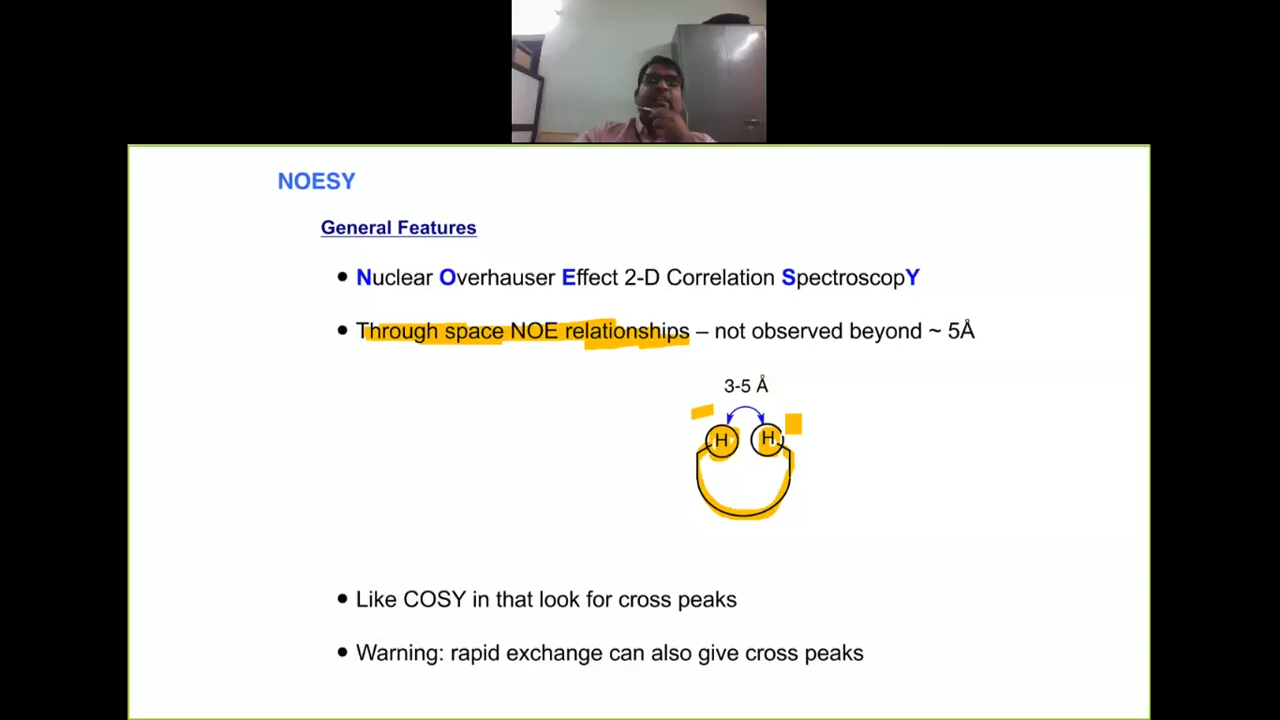 NOESY
General Features
• Nuclear Overhauser Effect 2-D Correlation SpectroscopY
• Through space NOE relationships – not observed beyond ~ 5Å
3-5 Å
H H
• Like COSY in that look for cross peaks
• Warning: rapid exchange can also give cross peaks